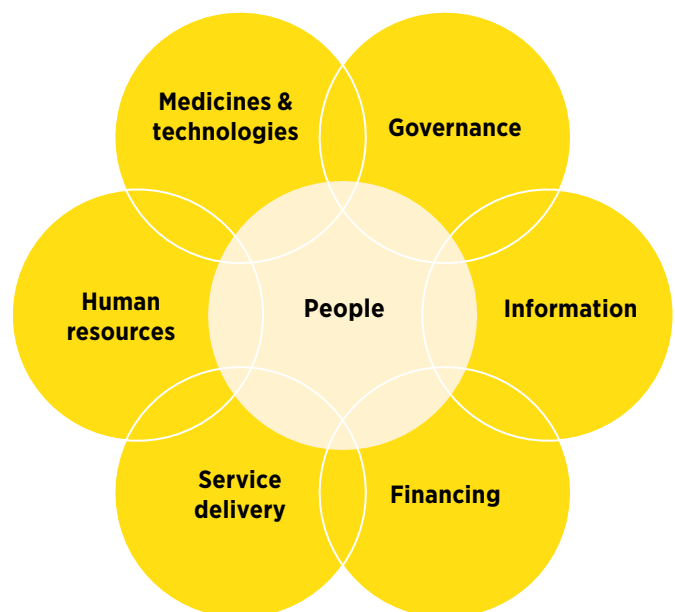 Medicines &
technologies
Governance
Human
resources
People
Information
Service
delivery
Financing